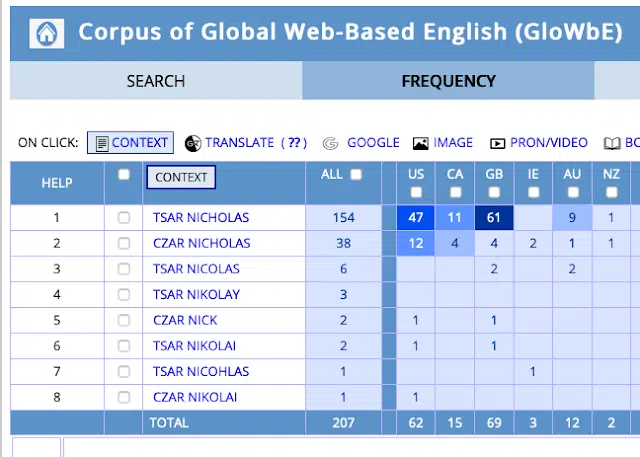 Corpus of Global Web-Based English (GloWbE)
SEARCH FREQUENCY
ON CLICK: CONTEXT TRANSLATE (??) GOOGLE IMAGE PRON/VIDEO
HELP CONTEXT ALL US CA GB IE AU NZ
1 TSAR NICHOLAS 154 47 11 61 9 1
2 CZAR NICHOLAS 38 12 4 4 2 1 1
3 TSAR NICOLAS 6 2 2
4 TSAR NIKOLAY 3
5 CZAR NICK 2 1 1
6 TSAR NIKOLAI 2 1 1
7 TSAR NICOHLAS 1 1
8 CZAR NIKOLAI 1 1
TOTAL 207 62 15 69 3 12 2